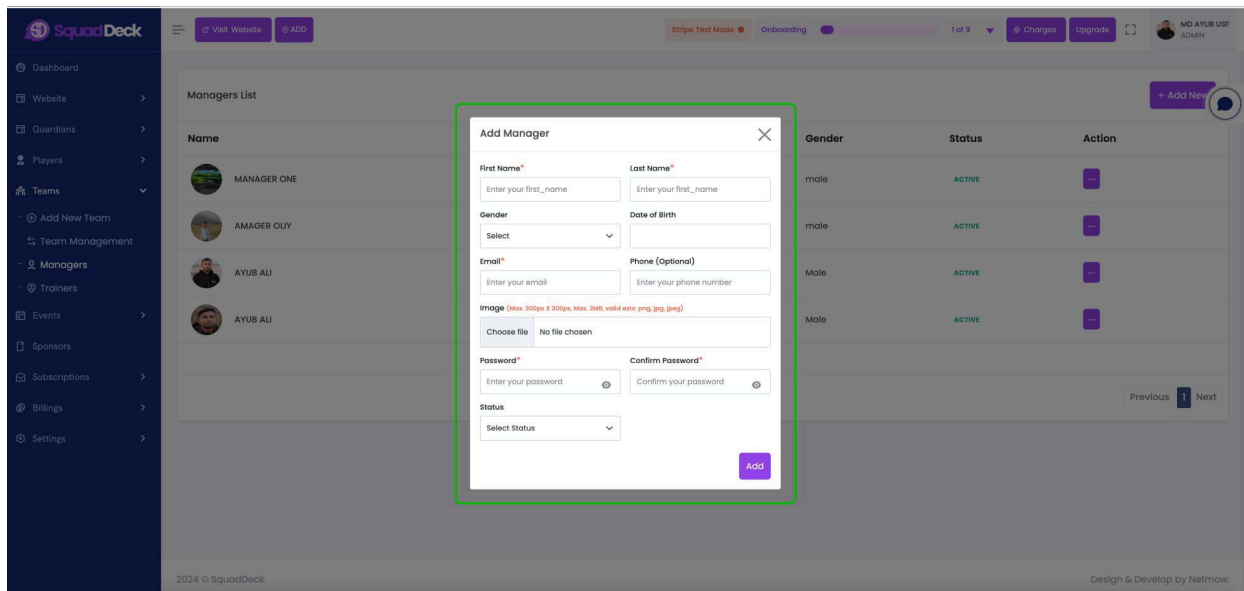 SquadDeck
Visit Website
ADD
Stripe Test Mode
Onboarding
1 of 9
Charges
Upgrade
MD AYUB USF
ADMIN
Dashboard
Website
Guardians
Players
Teams
Add New Team
Team Management
Managers
Trainers
Events
Sponsors
Subscriptions
Billings
Settings
Managers List
+ Add New
Name
Gender
Status
Action
MANAGER ONE
male
ACTIVE
AMAGER OLIY
male
ACTIVE
AYUB ALI
Male
ACTIVE
AYUB ALI
Male
ACTIVE
Previous 1 Next
Add Manager
First Name*
Last Name*
Enter your first_name
Enter your first_name
Gender
Date of Birth
Select
Email*
Phone (Optional)
Enter your email
Enter your phone number
Image (Max. 300ps X 300ps, Max. 2MB, valid exts: png, jpg, jpeg)
Choose file No file chosen
Password*
Confirm Password*
Enter your password
Confirm your password
Status
Select Status
Add
2024 © SquadDeck.
Design & Develop by Netmow.